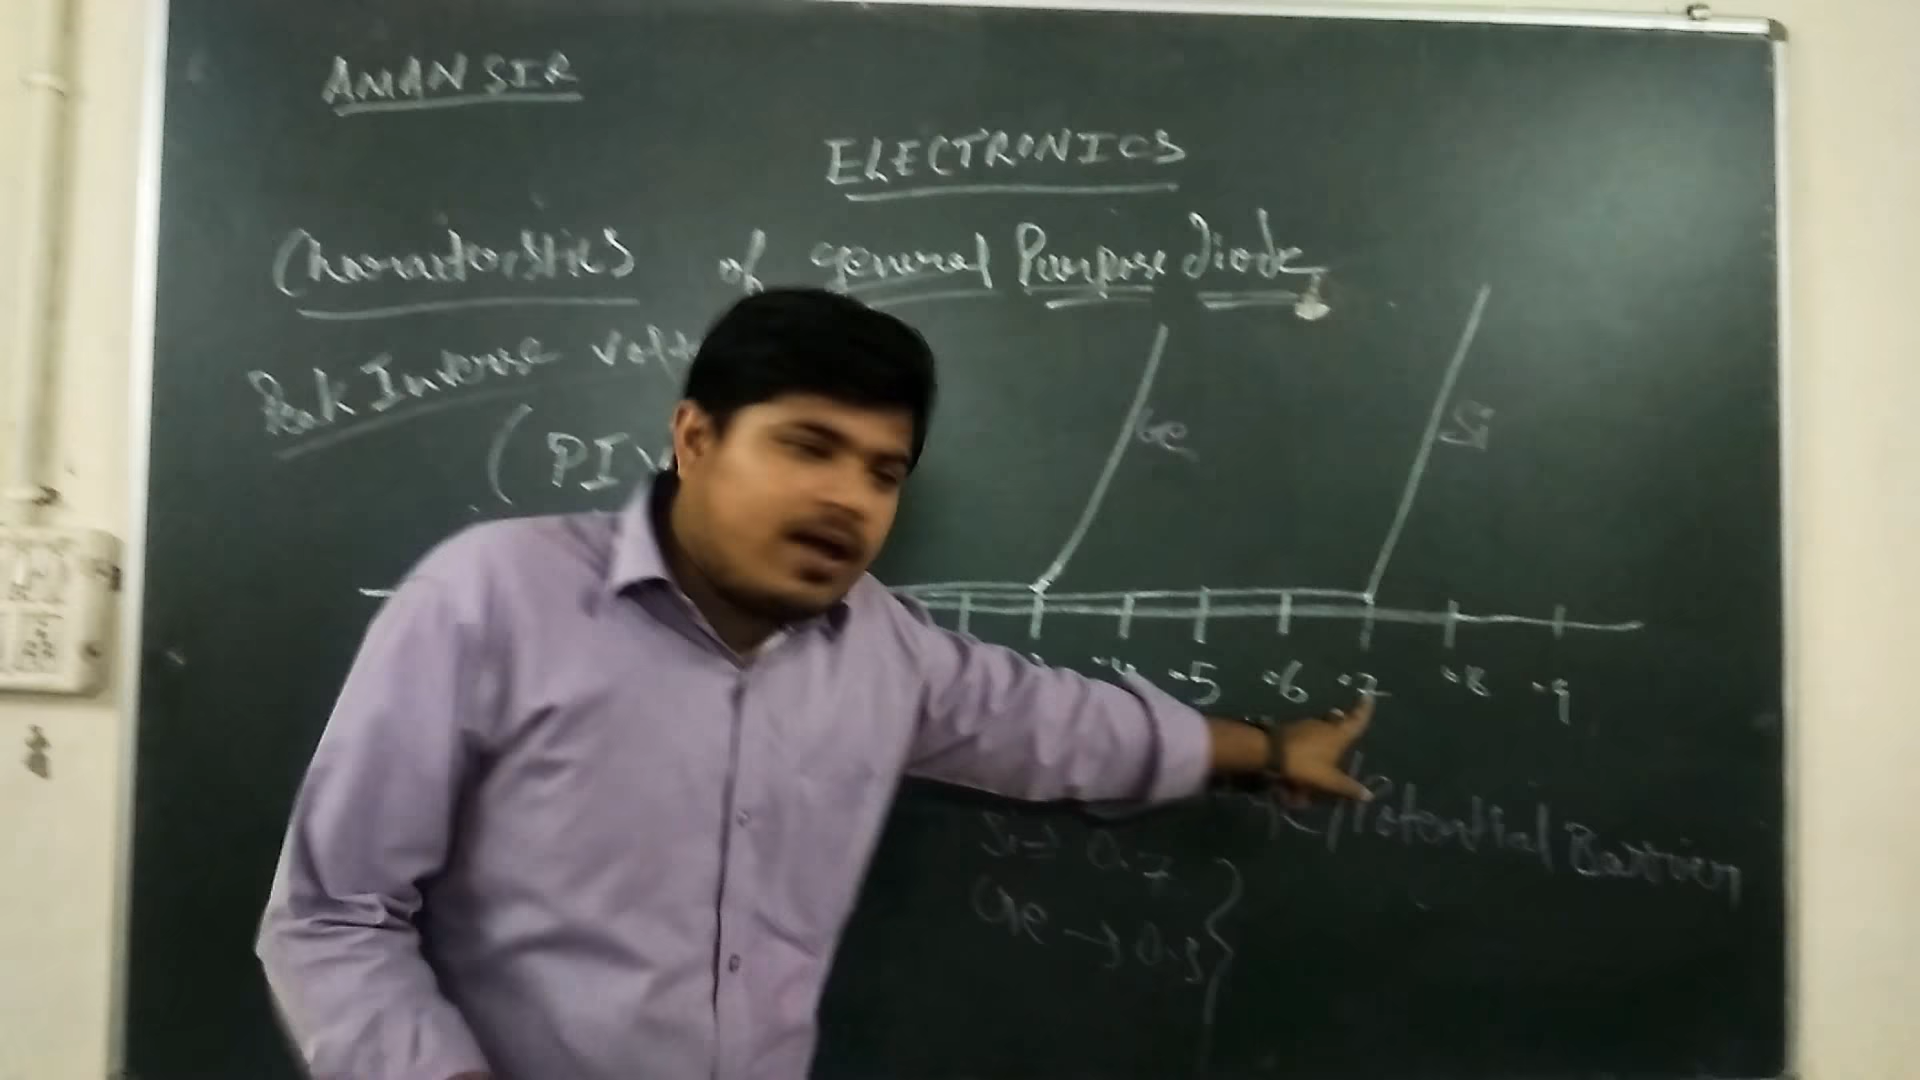 AMAN SIR
ELECTRONICS
Characteristics of general Purpose Diode
Peak Inverse
(PIV
Ge
Si
.4 .5 .6 .7 .8 .9
/Potential Barrier
Si → 0.7
Ge → 0.3